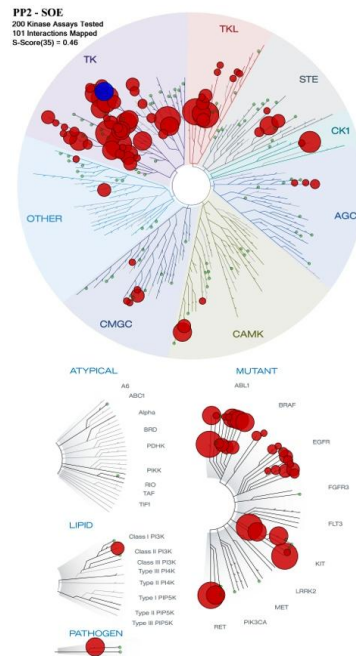 PP2 - SOE
200 Kinase Assays Tested
101 Interactions Mapped
S-Score(35) = 0.46
TK
TKL
STE
CK1
AGC
CAMK
CMGC
OTHER
ATYPICAL
A6
ABC1
Alpha
BRD
PDHK
PIKK
RIO
TAF
TIF1
LIPID
Class I PI3K
Class II PI3K
Class III PI3K
Type III PI4K
Type II PI4K
Type I PIP5K
Type II PIP5K
Type III PIP5K
PATHOGEN
MUTANT
ABL1
BRAF
EGFR
FGFR3
FLT3
KIT
LRRK2
MET
PIK3CA
RET